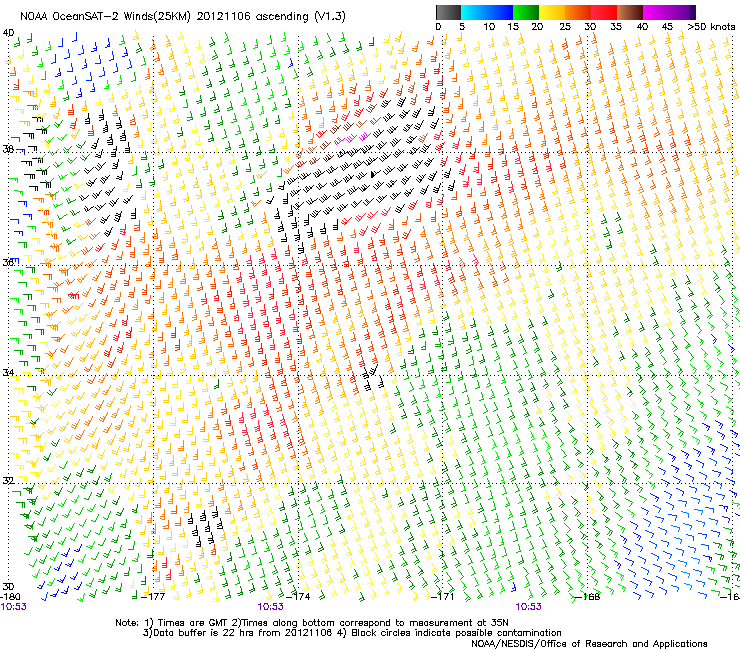 NOAA OceanSAT-2 Winds(25KM) 20121106 ascending (V1.3)
0 5 10 15 20 25 30 35 40 45 >50 knots
40
38
36
34
32
30
-180 -177 -174 -171 -168 -16
10:53 10:53 10:53
Note: 1) Times are GMT 2)Times along bottom correspond to measurement at 35N
3)Data buffer is 22 hrs from 20121106 4) Black circles indicate possible contamination
NOAA/NESDIS/Office of Research and Applications